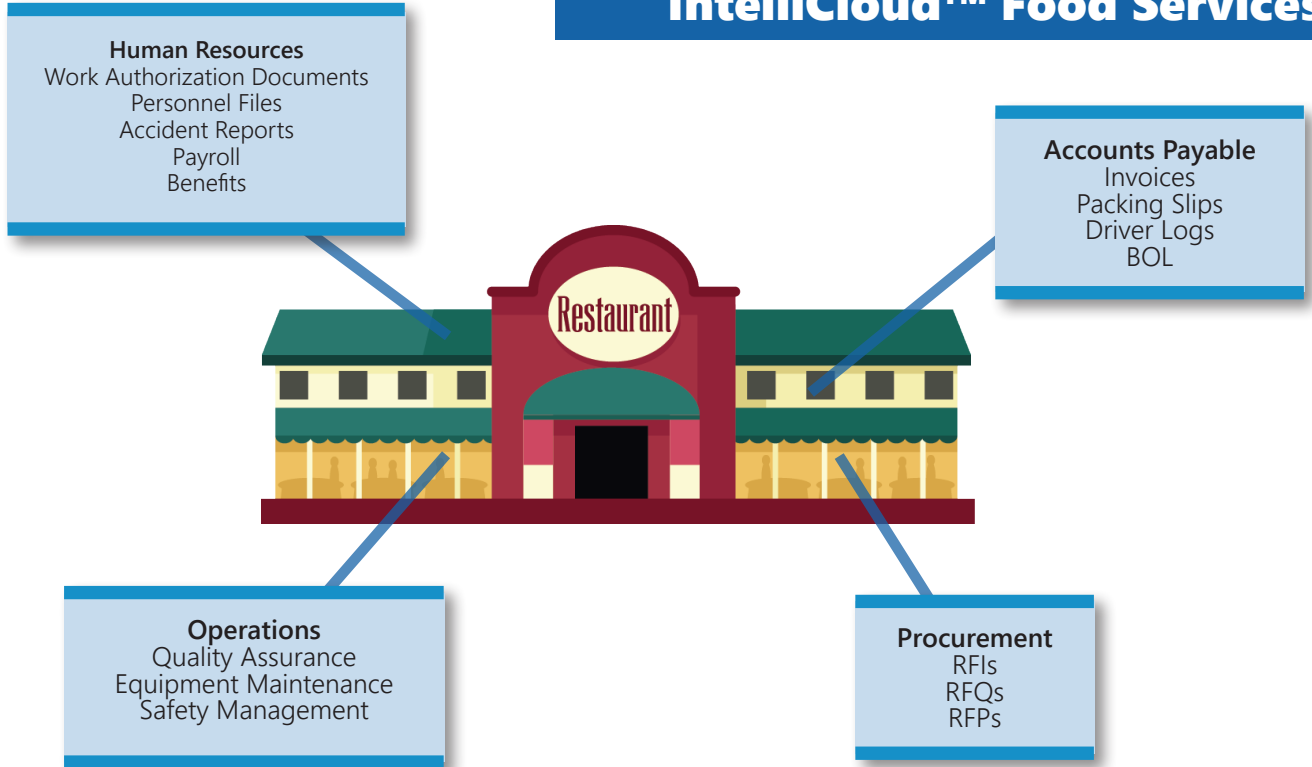 IntelliCloud™ Food Services
Human Resources
Work Authorization Documents
Personnel Files
Accident Reports
Payroll
Benefits
Accounts Payable
Invoices
Packing Slips
Driver Logs
BOL
Restaurant
Operations
Quality Assurance
Equipment Maintenance
Safety Management
Procurement
RFIs
RFQs
RFPs